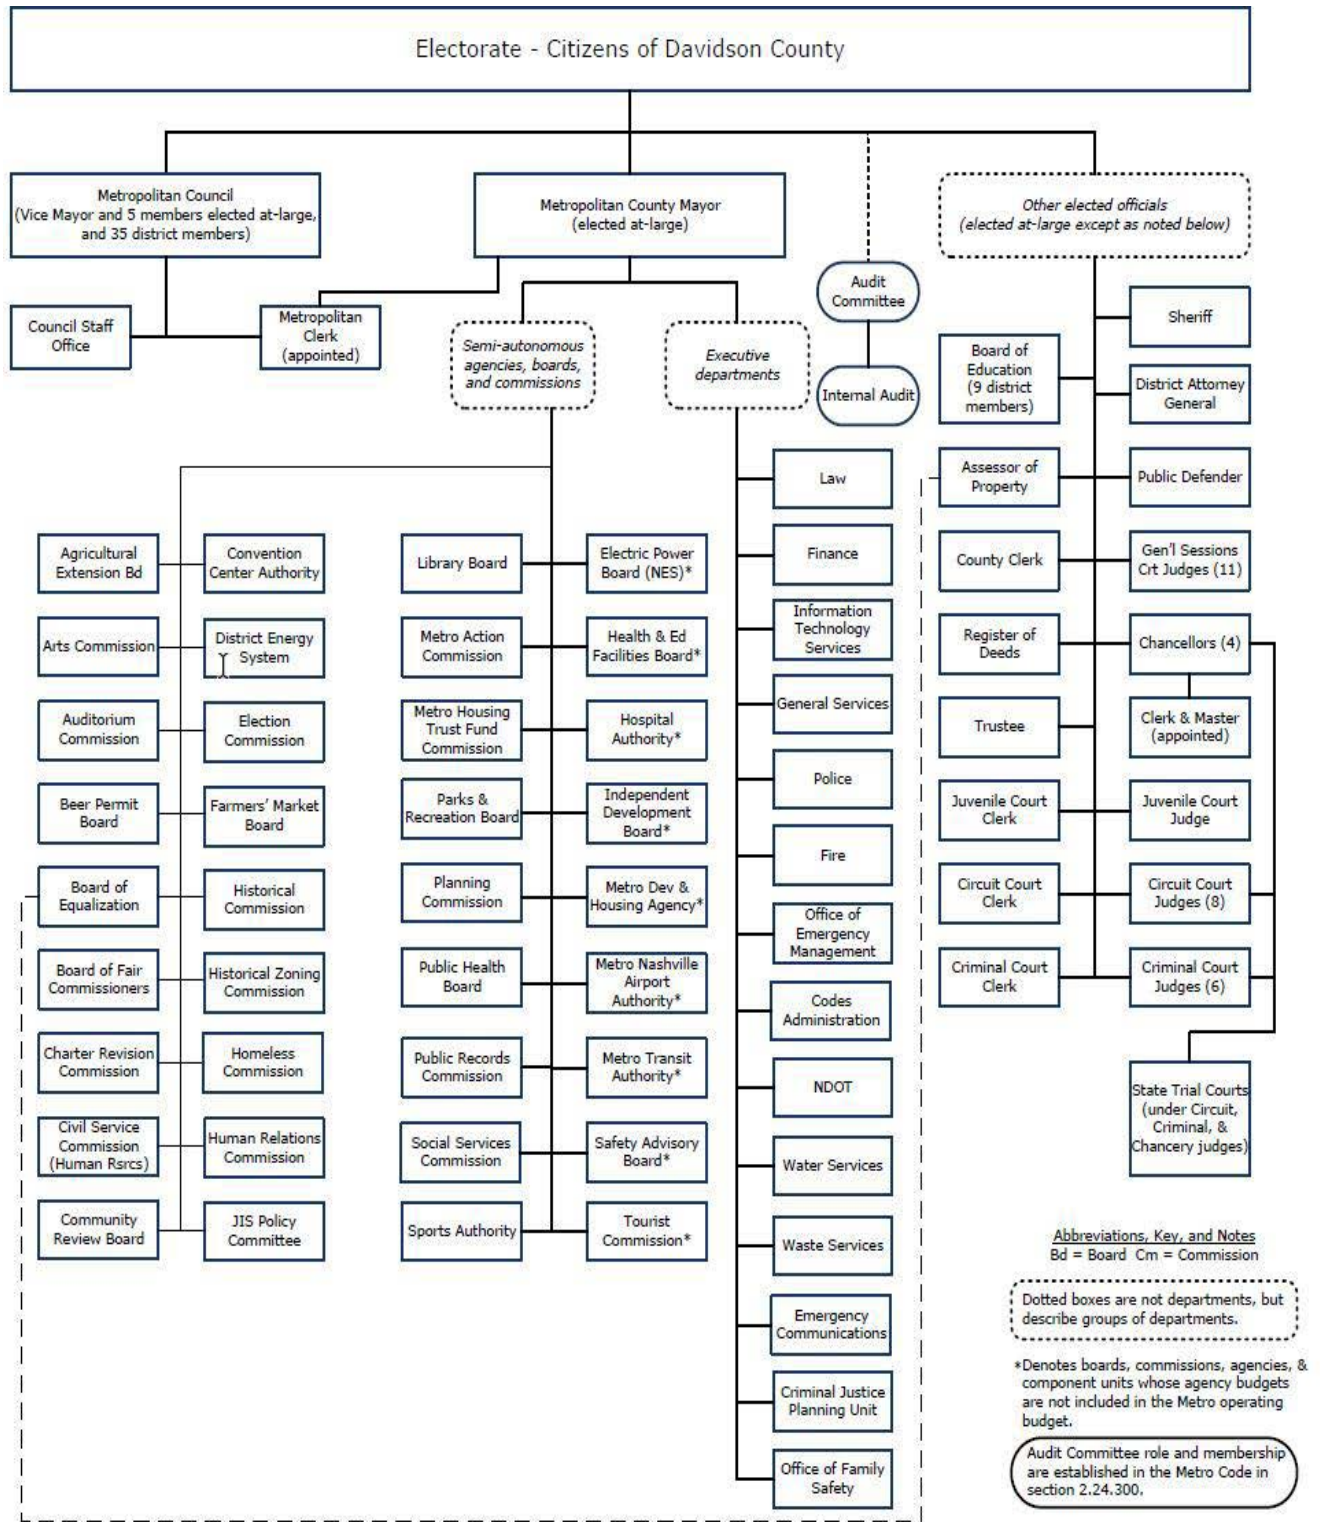 Electorate - Citizens of Davidson County
Metropolitan Council
(Vice Mayor and 5 members elected at-large,
and 35 district members)
Metropolitan County Mayor
(elected at-large)
Other elected officials
(elected at-large except as noted below)
Council Staff
Office
Metropolitan
Clerk
(appointed)
Semi-autonomous
agencies, boards,
and commissions
Executive
departments
Audit
Committee
Internal Audit
Agricultural
Extension Bd
Arts Commission
Auditorium
Commission
Beer Permit
Board
Board of
Equalization
Board of Fair
Commissioners
Charter Revision
Commission
Civil Service
Commission
(Human Rsrcs)
Community
Review Board
Convention
Center Authority
District Energy
System
Election
Commission
Farmers' Market
Board
Historical
Commission
Historical Zoning
Commission
Homeless
Commission
Human Relations
Commission
JIS Policy
Committee
Library Board
Metro Action
Commission
Metro Housing
Trust Fund
Commission
Parks &
Recreation Board
Planning
Commission
Public Health
Board
Public Records
Commission
Social Services
Commission
Sports Authority
Electric Power
Board (NES)*
Health & Ed
Facilities Board*
Hospital
Authority*
Independent
Development
Board*
Metro Dev &
Housing Agency*
Metro Nashville
Airport
Authority*
Metro Transit
Authority*
Safety Advisory
Board*
Tourist
Commission*
Law
Finance
Information
Technology
Services
General Services
Police
Fire
Office of
Emergency
Management
Codes
Administration
NDOT
Water Services
Waste Services
Emergency
Communications
Criminal Justice
Planning Unit
Office of Family
Safety
Board of
Education
(9 district
members)
Assessor of
Property
County Clerk
Register of
Deeds
Trustee
Juvenile Court
Clerk
Circuit Court
Clerk
Criminal Court
Clerk
Sheriff
District Attorney
General
Public Defender
Gen'l Sessions
Crt Judges (11)
Chancellors (4)
Clerk & Master
(appointed)
Juvenile Court
Judge
Circuit Court
Judges (8)
Criminal Court
Judges (6)
State Trial Courts
(under Circuit,
Criminal, &
Chancery judges)
Abbreviations, Key, and Notes
Bd = Board Cm = Commission
Dotted boxes are not departments, but
describe groups of departments.
*Denotes boards, commissions, agencies, &
component units whose agency budgets
are not included in the Metro operating
budget.
Audit Committee role and membership
are established in the Metro Code in
section 2.24.300.